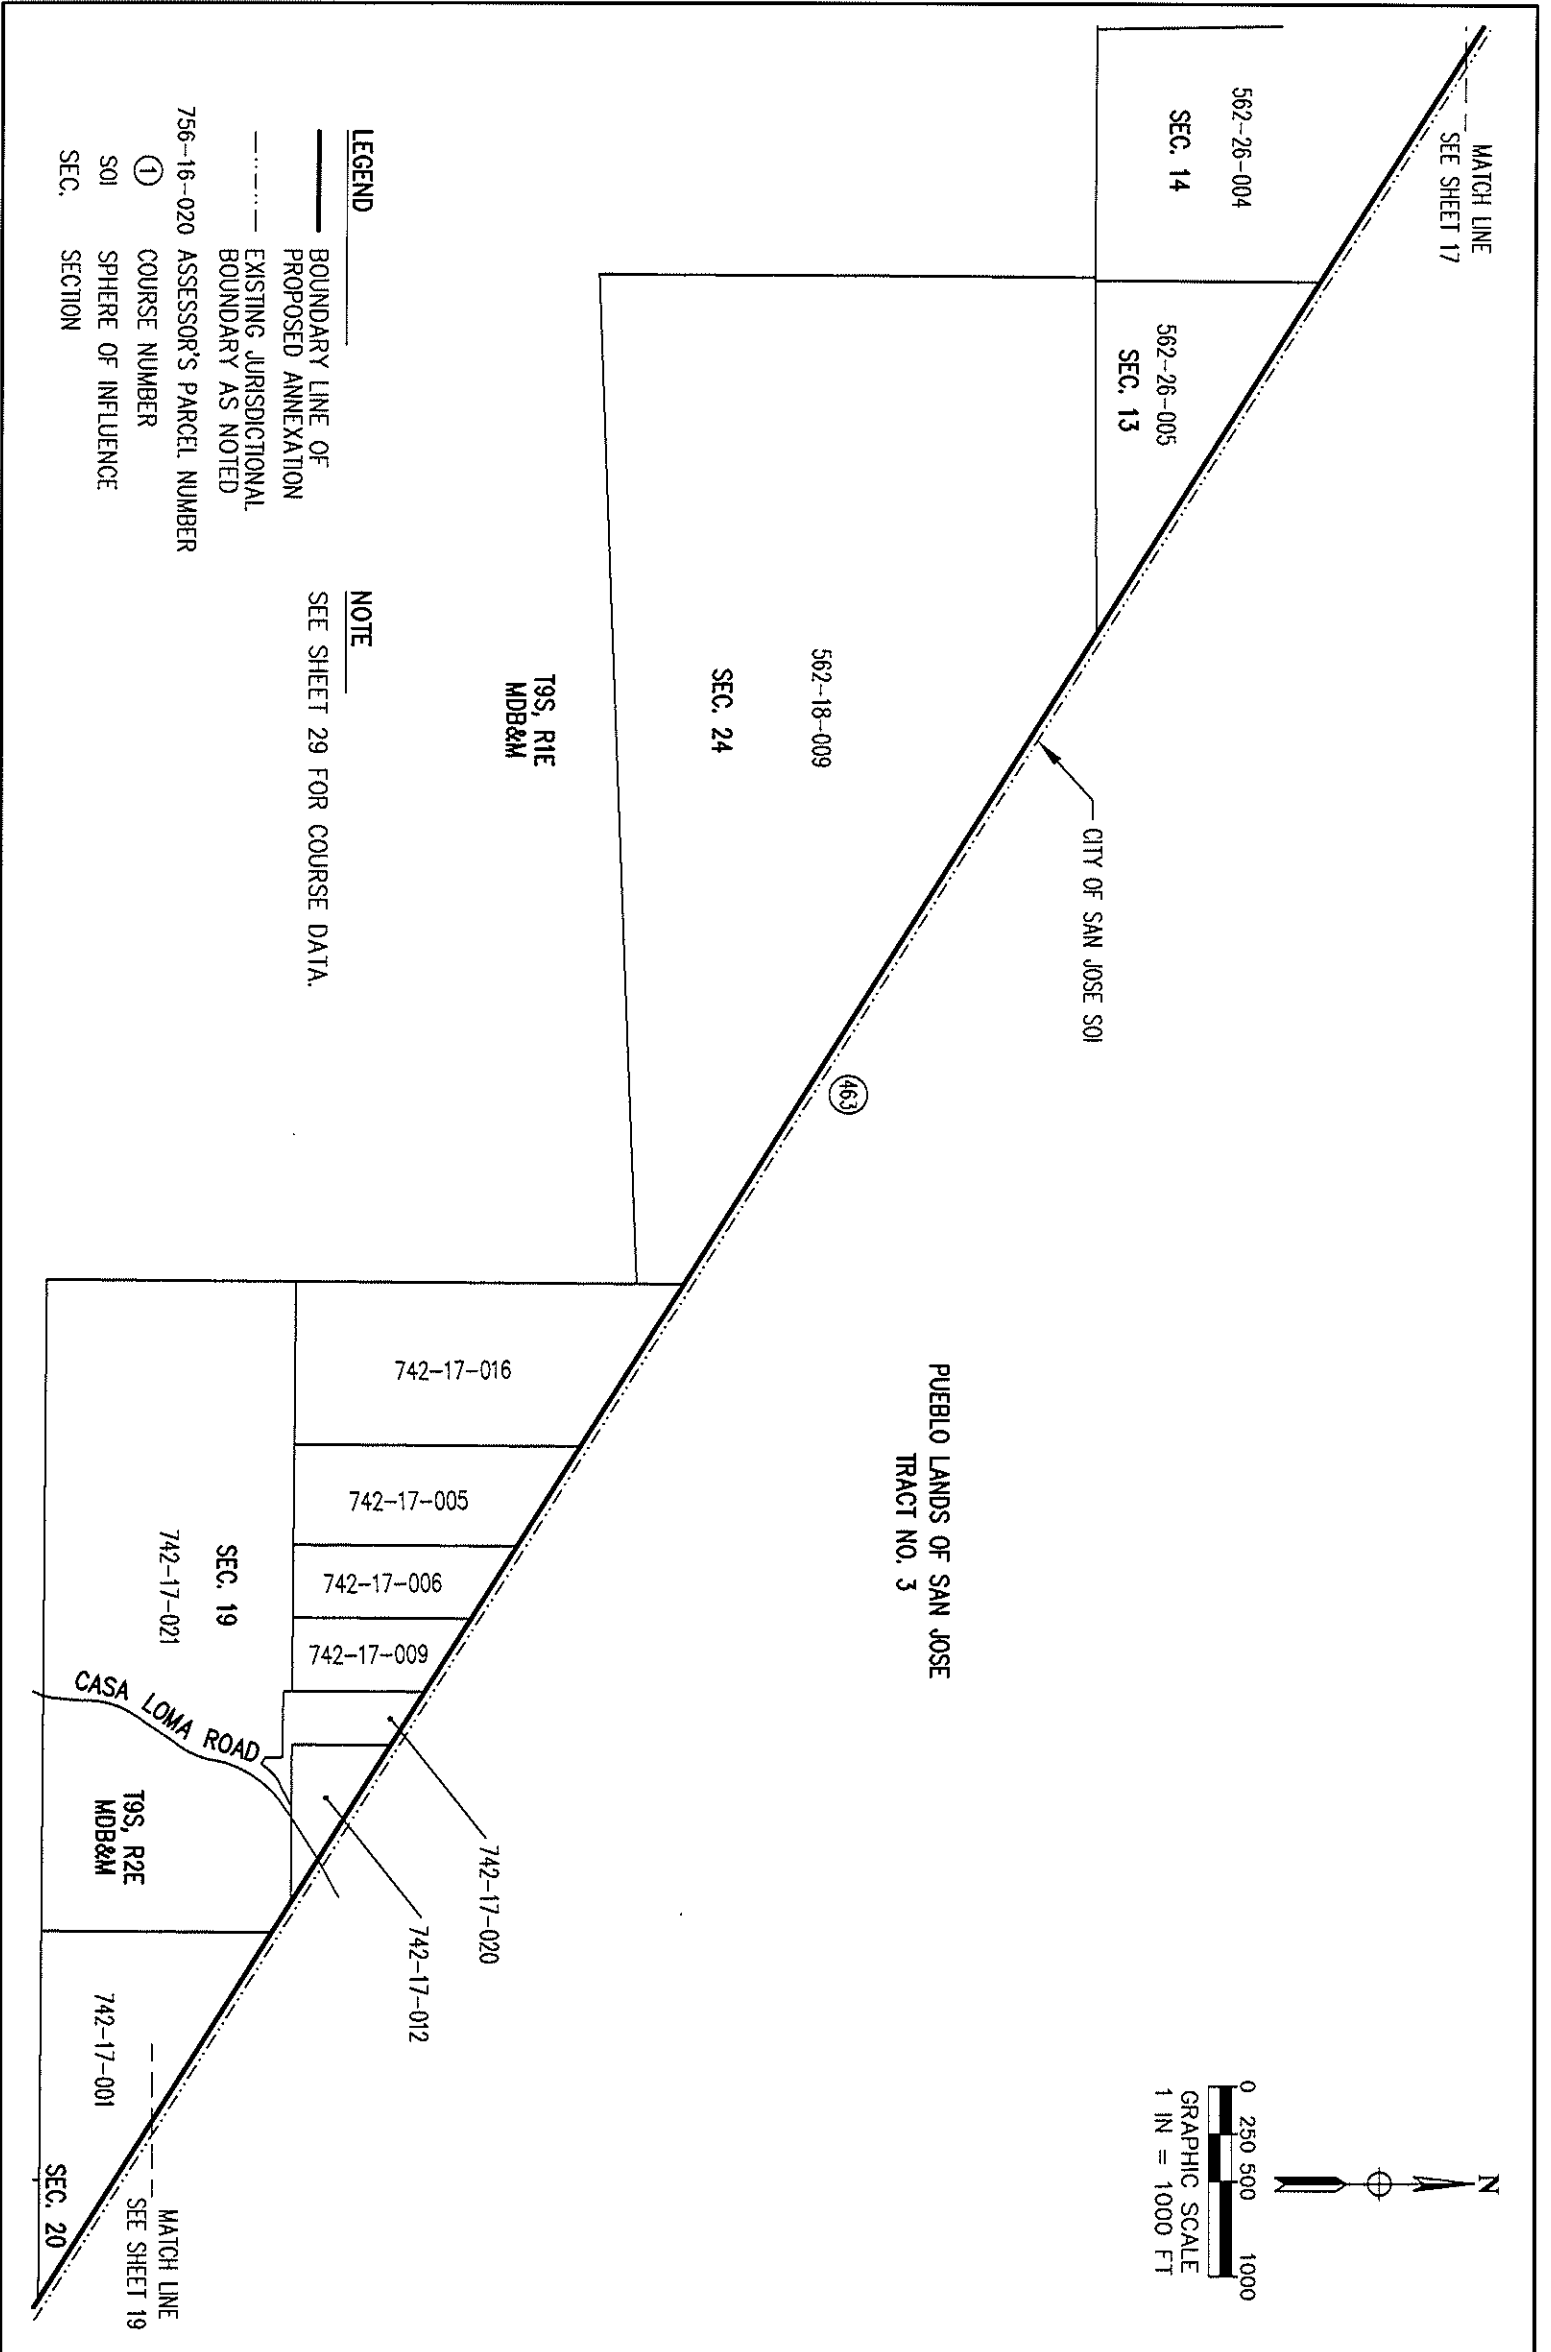 MATCH LINE
SEE SHEET 17
562-26-004
SEC. 14
562-26-005
SEC. 13
CITY OF SAN JOSE SOI
562-18-009
SEC. 24
T9S, R1E
MDB&M
463
PUEBLO LANDS OF SAN JOSE
TRACT NO. 3
N
0 250 500 1000
GRAPHIC SCALE
1 IN = 1000 FT
742-17-016
742-17-005
742-17-006
742-17-009
742-17-020
742-17-012
SEC. 19
742-17-021
CASA LOMA ROAD
T9S, R2E
MDB&M
742-17-001
MATCH LINE
SEE SHEET 19
SEC. 20
LEGEND
BOUNDARY LINE OF
PROPOSED ANNEXATION
EXISTING JURISDICTIONAL
BOUNDARY AS NOTED
756-16-020 ASSESSOR'S PARCEL NUMBER
1 COURSE NUMBER
SOI SPHERE OF INFLUENCE
SEC. SECTION
NOTE
SEE SHEET 29 FOR COURSE DATA.